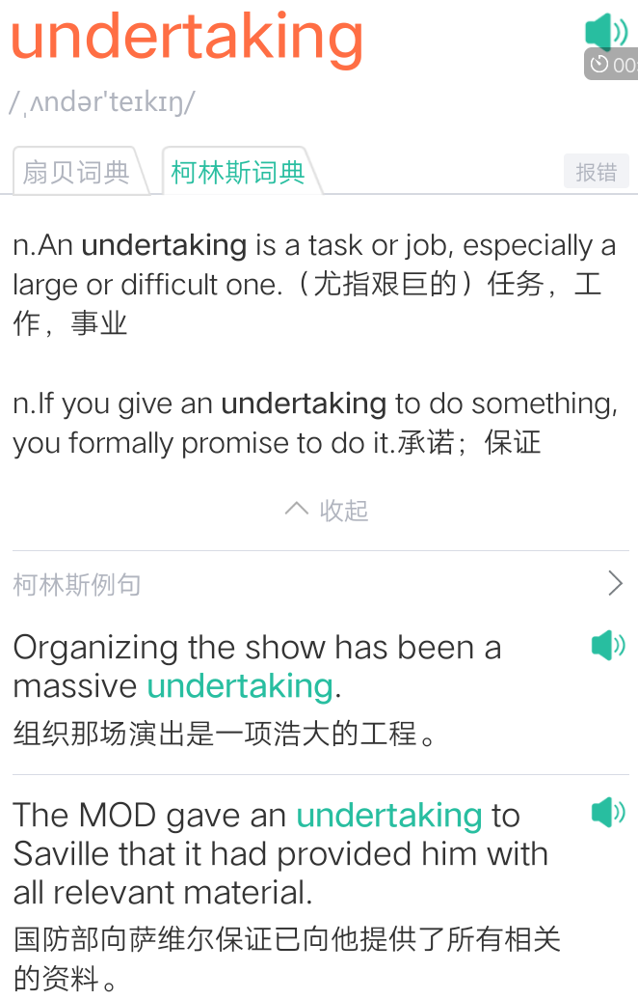 undertaking
00:
/ˌʌndərˈteɪkɪŋ/
扇贝词典 柯林斯词典 报错
n.An undertaking is a task or job, especially a
large or difficult one.（尤指艰巨的）任务，工
作，事业
n.If you give an undertaking to do something,
you formally promise to do it.承诺；保证
收起
柯林斯例句
Organizing the show has been a
massive undertaking.
组织那场演出是一项浩大的工程。
The MOD gave an undertaking to
Saville that it had provided him with
all relevant material.
国防部向萨维尔保证已向他提供了所有相关
的资料。